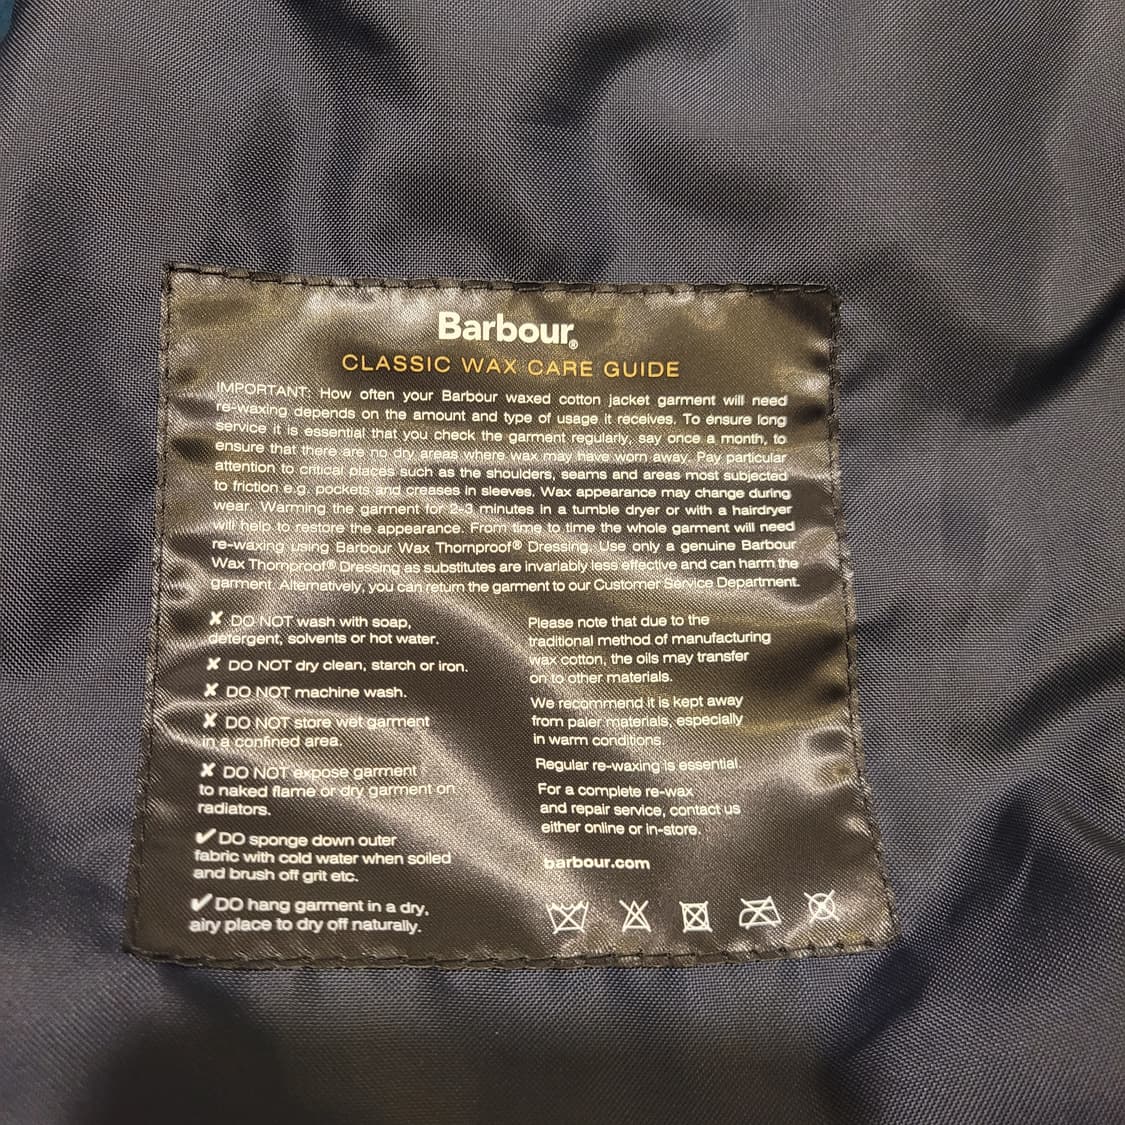 Barbour®
CLASSIC WAX CARE GUIDE
IMPORTANT: How often your Barbour waxed cotton jacket garment will need
re-waxing depends on the amount and type of usage it receives. To ensure long
service it is essential that you check the garment regularly, say once a month, to
ensure that there are no dry areas where wax may have worn away. Pay particular
attention to critical places such as the shoulders, seams and areas most subjected
to friction e.g. pockets and creases in sleeves. Wax appearance may change during
wear. Warming the garment for 2-3 minutes in a tumble dryer or with a hairdryer
will help to restore the appearance. From time to time the whole garment will need
re-waxing using Barbour Wax Thornproof® Dressing. Use only a genuine Barbour
Wax Thornproof® Dressing as substitutes are invariably less effective and can harm the
garment. Alternatively, you can return the garment to our Customer Service Department.
✘ DO NOT wash with soap,
detergent, solvents or hot water.
✘ DO NOT dry clean, starch or iron.
✘ DO NOT machine wash.
✘ DO NOT store wet garment
in a confined area.
✘ DO NOT expose garment
to naked flame or dry garment on
radiators.
✔ DO sponge down outer
fabric with cold water when soiled
and brush off grit etc.
✔ DO hang garment in a dry,
airy place to dry off naturally.
Please note that due to the
traditional method of manufacturing
wax cotton, the oils may transfer
on to other materials.
We recommend it is kept away
from paler materials, especially
in warm conditions.
Regular re-waxing is essential.
For a complete re-wax
and repair service, contact us
either online or in-store.
barbour.com